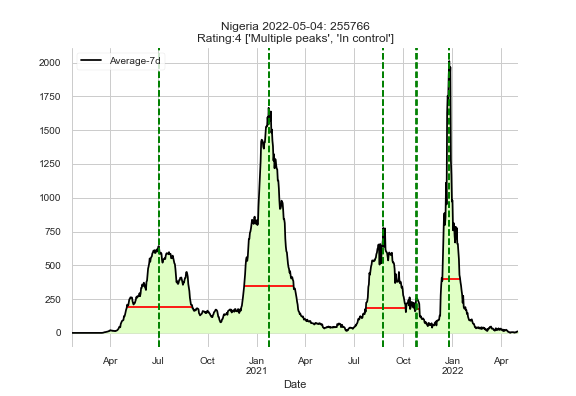 Nigeria 2022-05-04: 255766
Rating:4 ['Multiple peaks', 'In control']
Average-7d
2000
1750
1500
1250
1000
750
500
250
0
Apr Jul Oct Jan Apr Jul Oct Jan Apr
2021 2022
Date